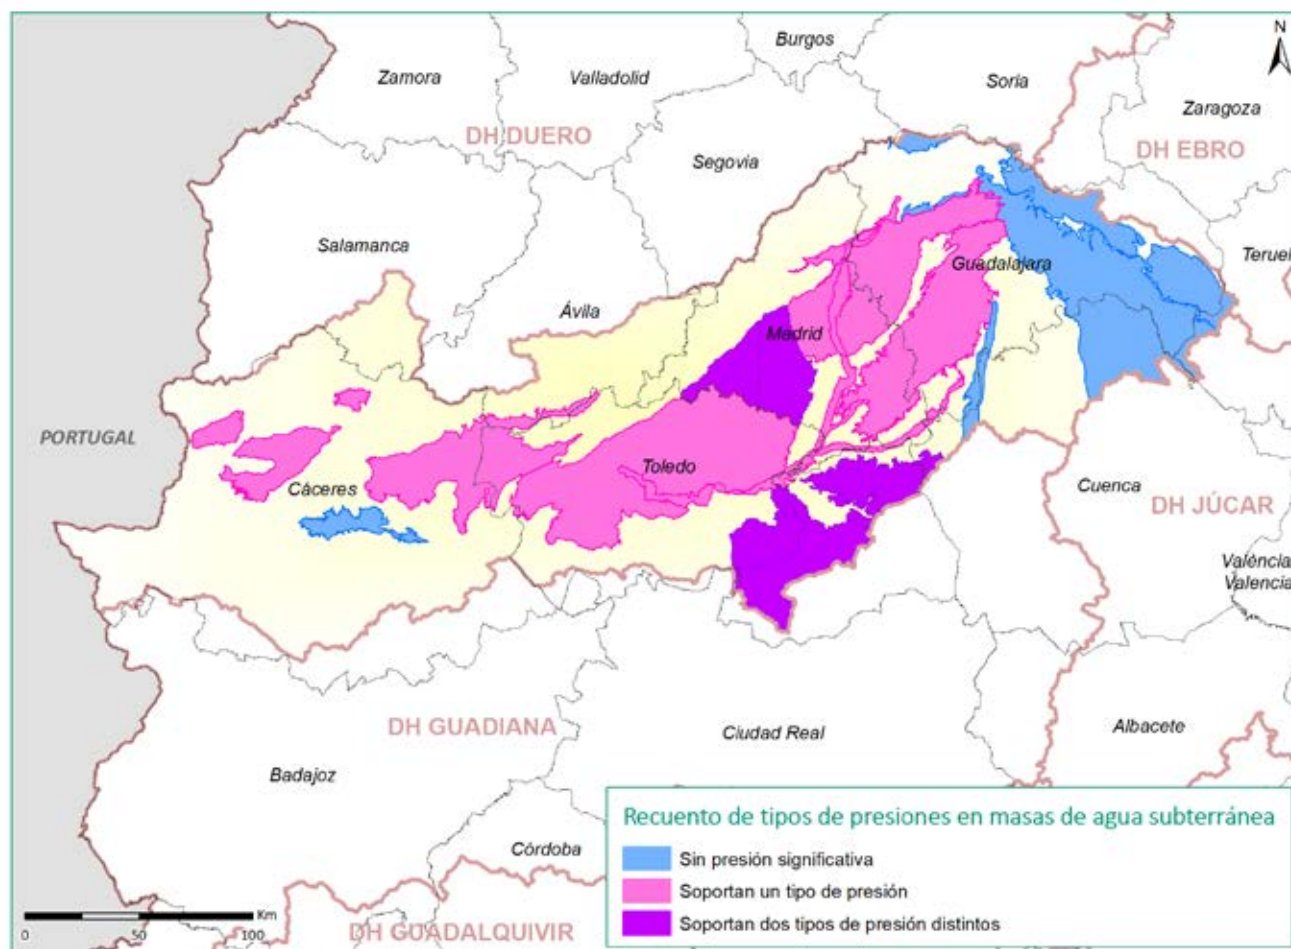 Burgos
N
Zamora
Valladolid
Soria
Zaragoza
DH DUERO
DH EBRO
Segovia
Salamanca
Teruel
Guadalajara
Ávila
Madrid
PORTUGAL
Toledo
Cáceres
Cuenca
DH JÚCAR
València
Valencia
DH GUADIANA
Ciudad Real
Albacete
Badajoz
Recuento de tipos de presiones en masas de agua subterránea
Sin presión significativa
Córdoba
Soportan un tipo de presión
Soportan dos tipos de presión distintos
Km
0 50 100
DH GUADALQUIVIR